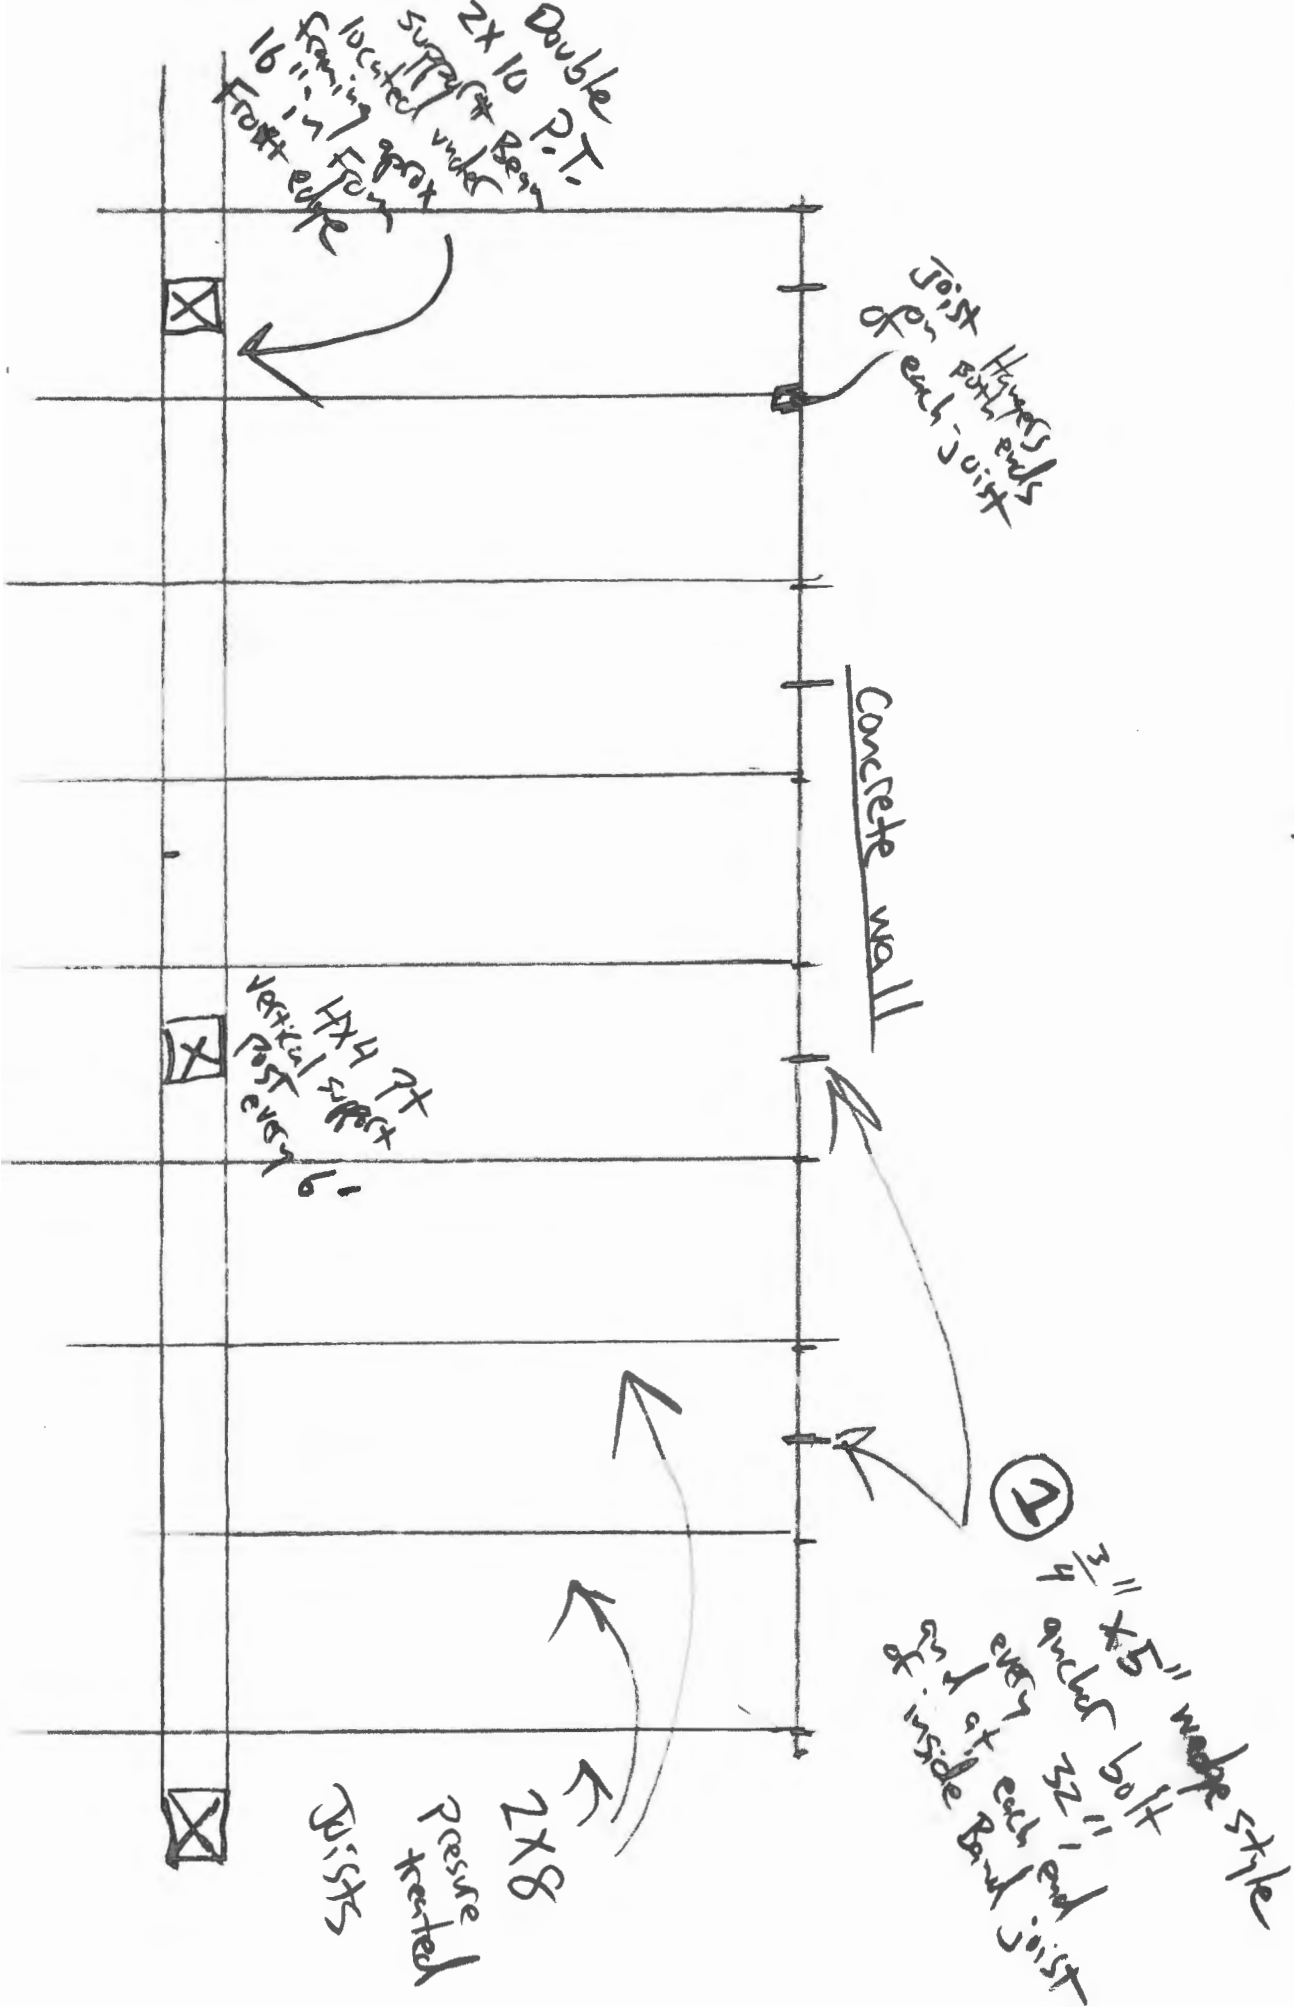 Double
2x10 P.T.
support Beam
located under
framing aprox
16" in From
Front edge
Joist Hangers
on Both ends
of each joist
Concrete wall
4x4 Pt
vertical support
post
every 6'
1
3/4" x 5" wedge style
anchor bolt
every 32"
and at each end
of inside Band joist
2x8
Presure
treated
Joists